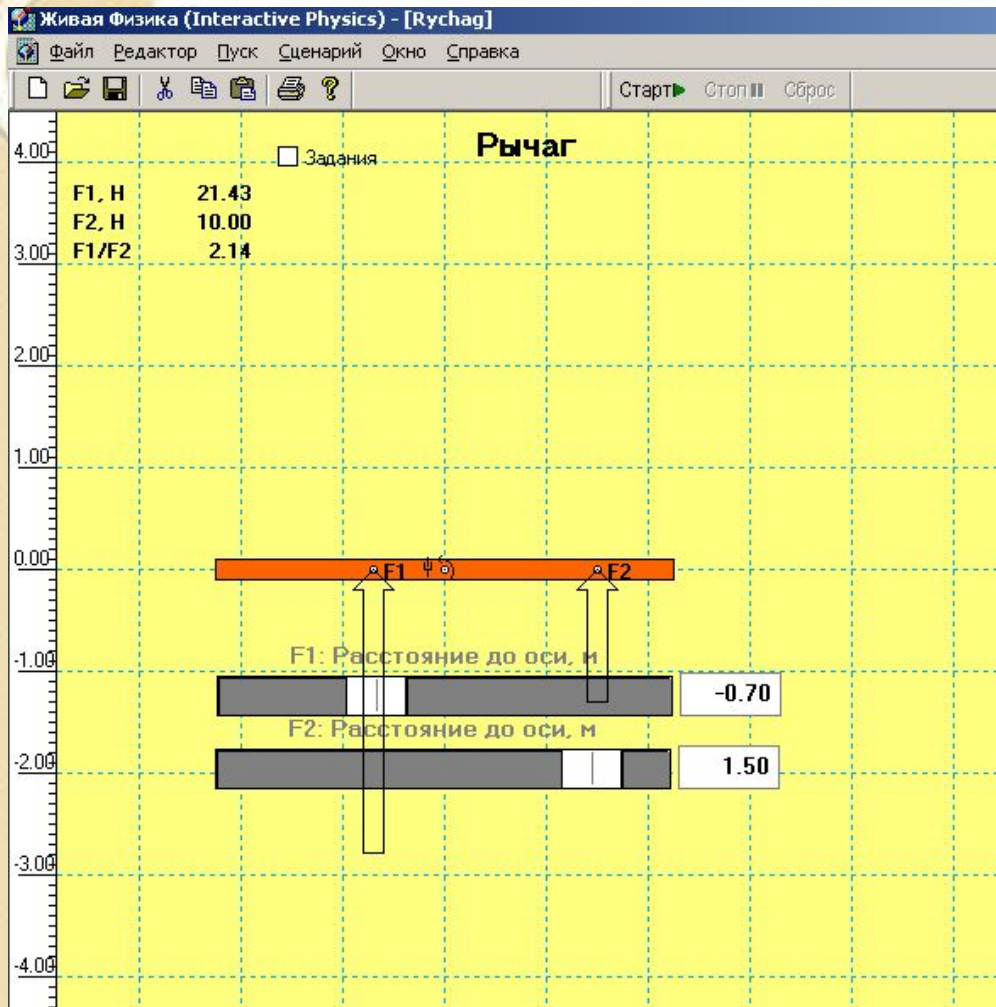 Живая Физика (Interactive Physics) - [Rychag]
Файл Редактор Пуск Сценарий Окно Справка
Старт Стоп Сброс
Рычаг
4.00
Задания
F1, Н 21.43
F2, Н 10.00
F1/F2 2.14
3.00
2.00
1.00
0.00
F1 F2
F1: Расстояние до оси, м
-1.00
-0.70
F2: Расстояние до оси, м
-2.00
1.50
-3.00
-4.00